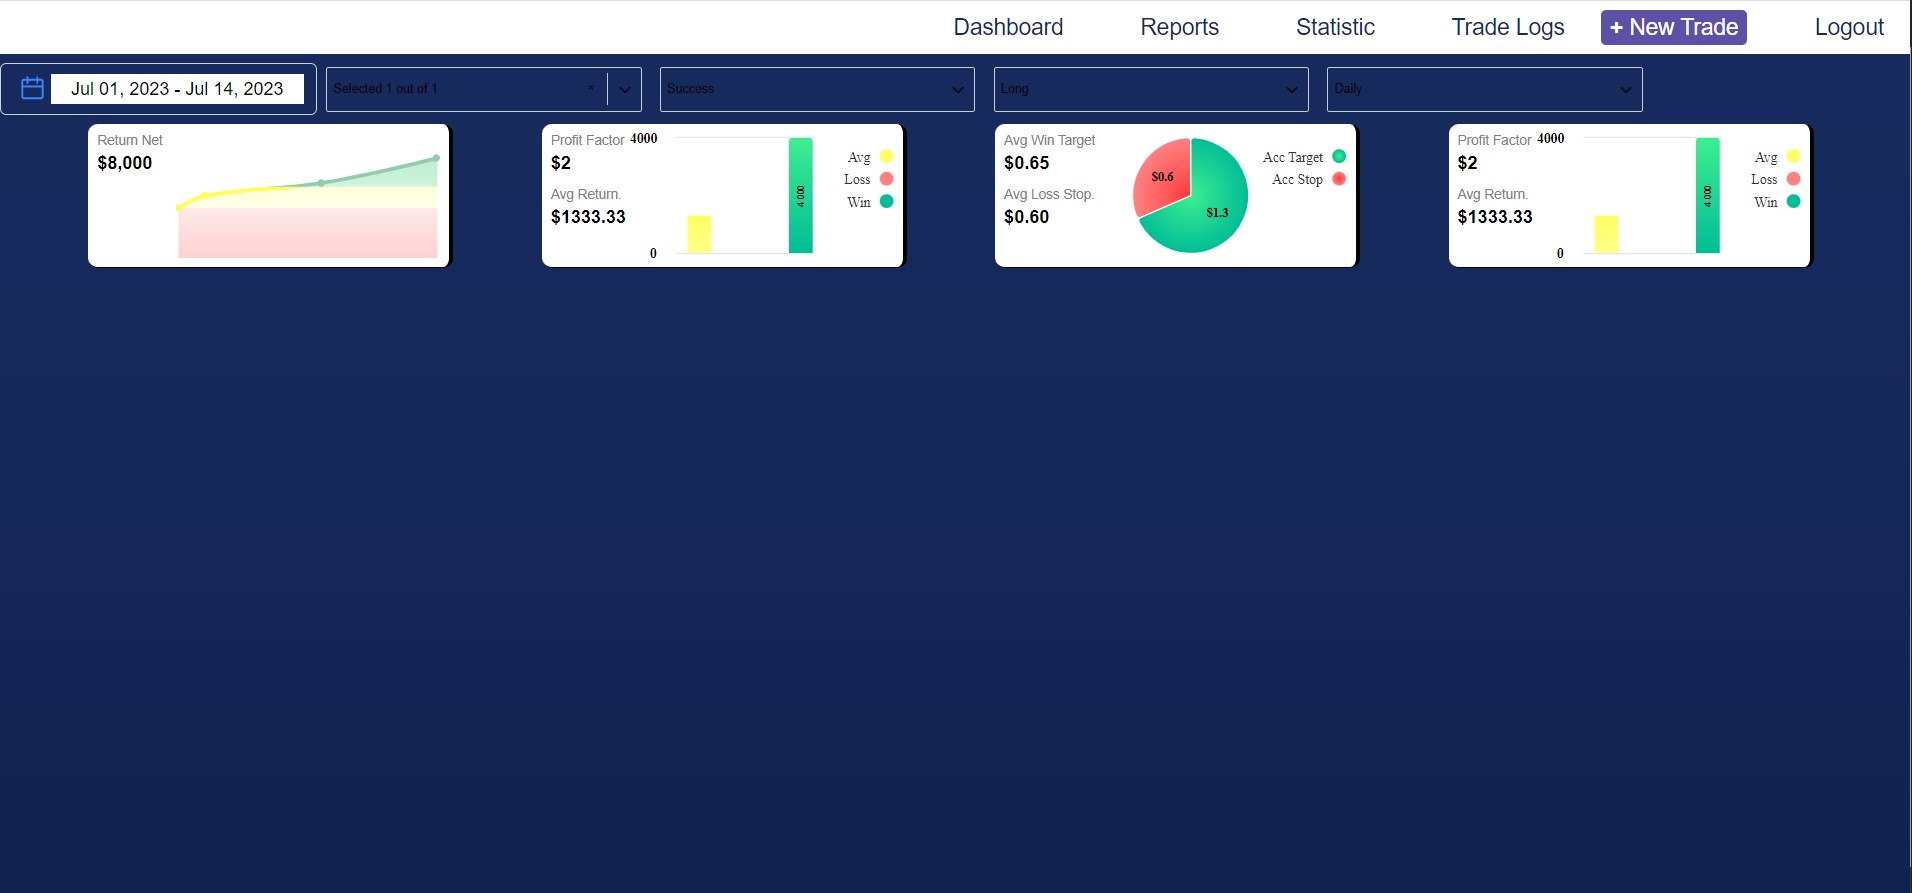 Dashboard Reports Statistic Trade Logs + New Trade Logout
Jul 01, 2023 - Jul 14, 2023 Selected 1 out of 1 × Success Long Daily
Return Net
$8,000
Profit Factor 4000
$2
Avg Return.
$1333.33
0
4 000
Avg
Loss
Win
Avg Win Target
$0.65
Avg Loss Stop.
$0.60
$0.6
$1.3
Acc Target
Acc Stop
Profit Factor 4000
$2
Avg Return.
$1333.33
0
4 000
Avg
Loss
Win